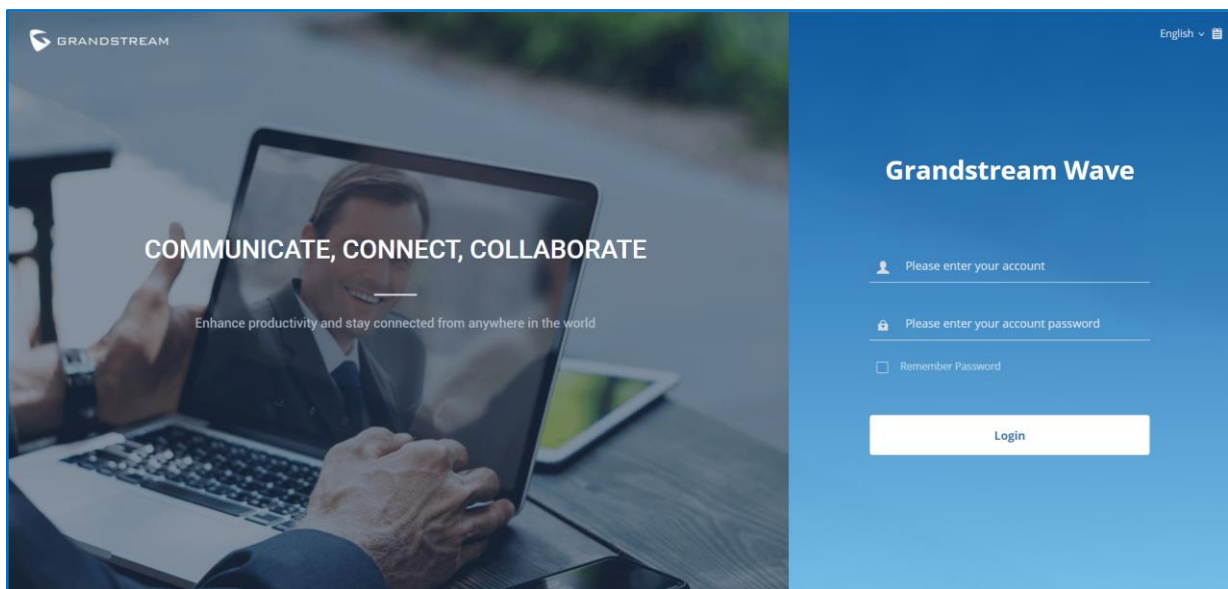 GRANDSTREAM
English
COMMUNICATE, CONNECT, COLLABORATE
Enhance productivity and stay connected from anywhere in the world
Grandstream Wave
Please enter your account
Please enter your account password
Remember Password
Login